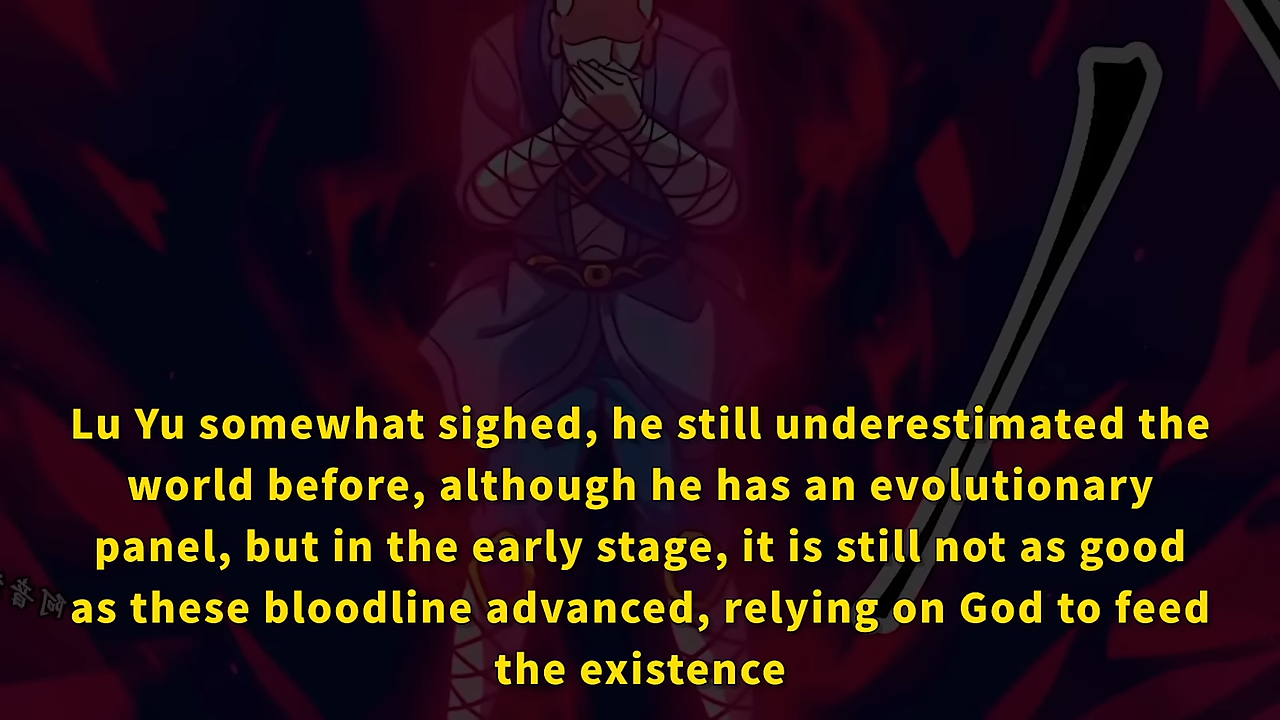 Lu Yu somewhat sighed, he still underestimated the
world before, although he has an evolutionary
panel, but in the early stage, it is still not as good
as these bloodline advanced, relying on God to feed
the existence